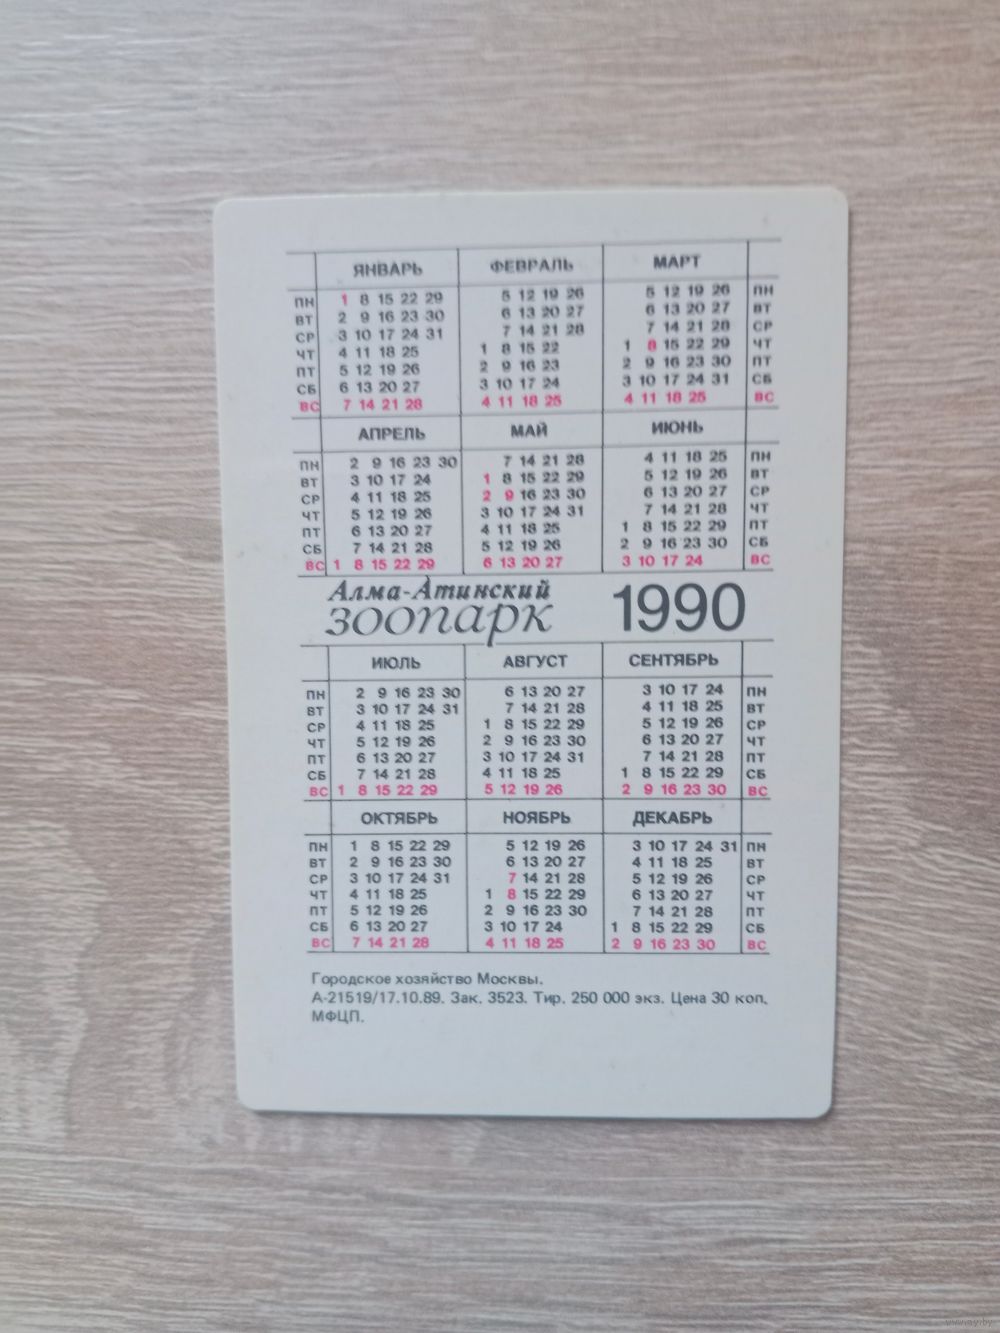 ЯНВАРЬ ФЕВРАЛЬ МАРТ
ПН 1 8 15 22 29 5 12 19 26 5 12 19 26 ПН
ВТ 2 9 16 23 30 6 13 20 27 6 13 20 27 ВТ
СР 3 10 17 24 31 7 14 21 28 7 14 21 28 СР
ЧТ 4 11 18 25 1 8 15 22 1 8 15 22 29 ЧТ
ПТ 5 12 19 26 2 9 16 23 2 9 16 23 30 ПТ
СБ 6 13 20 27 3 10 17 24 3 10 17 24 31 СБ
ВС 7 14 21 28 4 11 18 25 4 11 18 25 ВС
АПРЕЛЬ МАЙ ИЮНЬ
ПН 2 9 16 23 30 7 14 21 28 4 11 18 25 ПН
ВТ 3 10 17 24 1 8 15 22 29 5 12 19 26 ВТ
СР 4 11 18 25 2 9 16 23 30 6 13 20 27 СР
ЧТ 5 12 19 26 3 10 17 24 31 7 14 21 28 ЧТ
ПТ 6 13 20 27 4 11 18 25 1 8 15 22 29 ПТ
СБ 7 14 21 28 5 12 19 26 2 9 16 23 30 СБ
ВС 1 8 15 22 29 6 13 20 27 3 10 17 24 ВС
Алма-Атинский
зоопарк 1990
ИЮЛЬ АВГУСТ СЕНТЯБРЬ
ПН 2 9 16 23 30 6 13 20 27 3 10 17 24 ПН
ВТ 3 10 17 24 31 7 14 21 28 4 11 18 25 ВТ
СР 4 11 18 25 1 8 15 22 29 5 12 19 26 СР
ЧТ 5 12 19 26 2 9 16 23 30 6 13 20 27 ЧТ
ПТ 6 13 20 27 3 10 17 24 31 7 14 21 28 ПТ
СБ 7 14 21 28 4 11 18 25 1 8 15 22 29 СБ
ВС 1 8 15 22 29 5 12 19 26 2 9 16 23 30 ВС
ОКТЯБРЬ НОЯБРЬ ДЕКАБРЬ
ПН 1 8 15 22 29 5 12 19 26 3 10 17 24 31 ПН
ВТ 2 9 16 23 30 6 13 20 27 4 11 18 25 ВТ
СР 3 10 17 24 31 7 14 21 28 5 12 19 26 СР
ЧТ 4 11 18 25 1 8 15 22 29 6 13 20 27 ЧТ
ПТ 5 12 19 26 2 9 16 23 30 7 14 21 28 ПТ
СБ 6 13 20 27 3 10 17 24 1 8 15 22 29 СБ
ВС 7 14 21 28 4 11 18 25 2 9 16 23 30 ВС
Городское хозяйство Москвы.
А-21519/17.10.89. Зак. 3523. Тир. 250 000 экз. Цена 30 коп.
МФЦП.